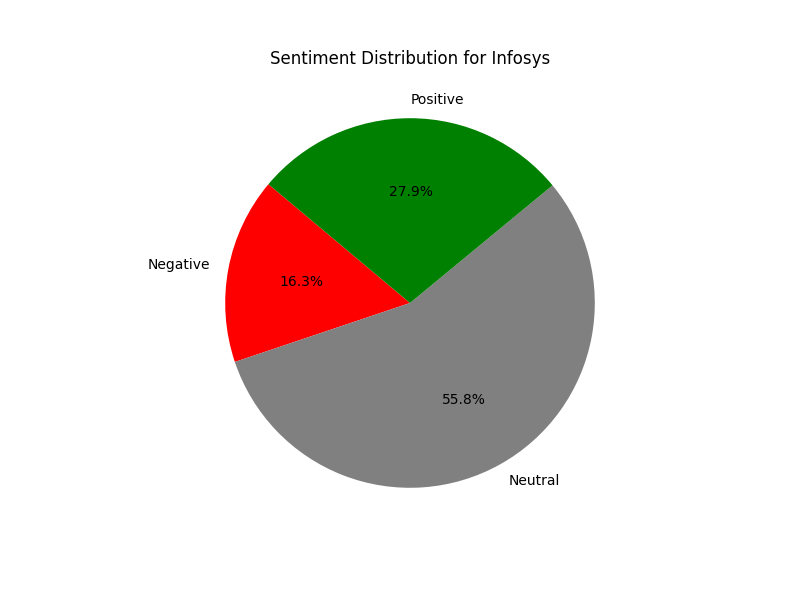 Sentiment Distribution for Infosys
Positive
27.9%
Negative
16.3%
55.8%
Neutral